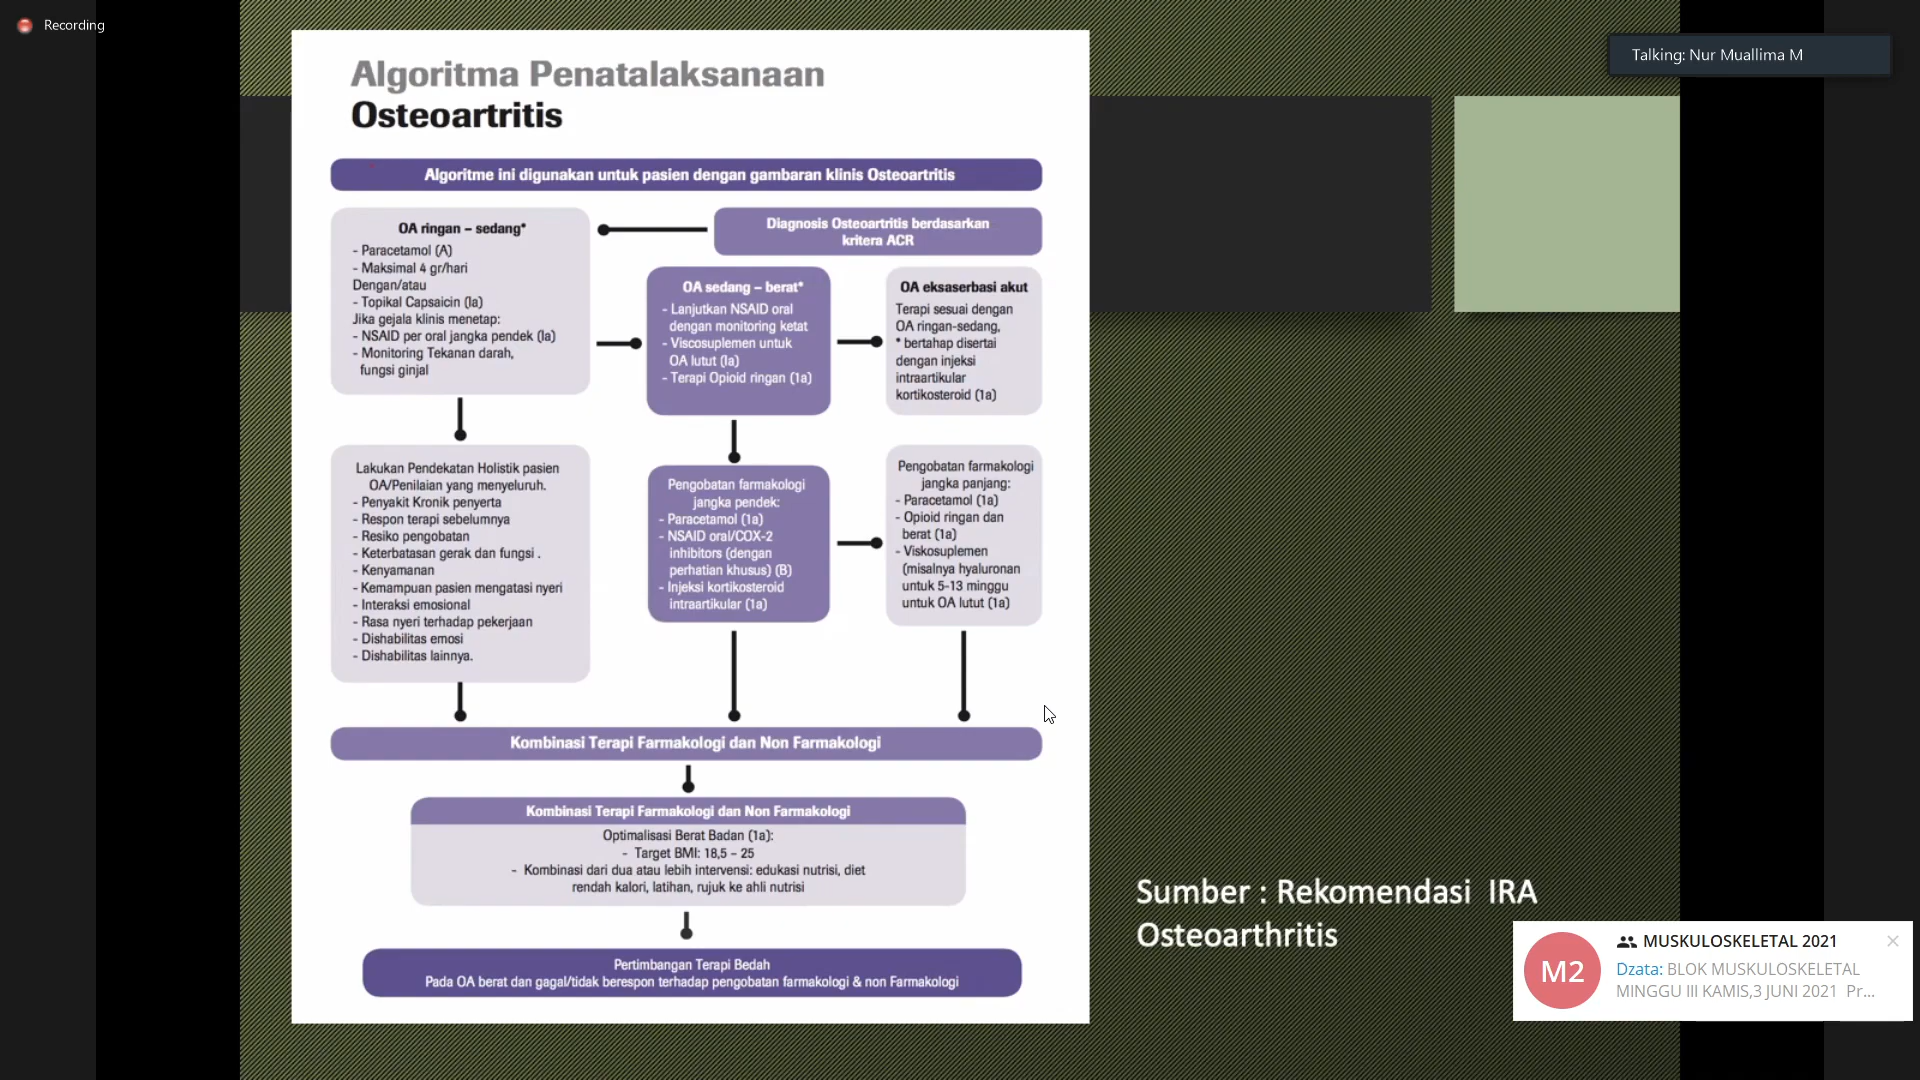 Recording
Talking: Nur Muallima M
Algoritma Penatalaksanaan
Osteoartritis
Algoritme ini digunakan untuk pasien dengan gambaran klinis Osteoartritis
Diagnosis Osteoartritis berdasarkan
kritera ACR
OA ringan – sedang*
- Paracetamol (A)
- Maksimal 4 gr/hari
Dengan/atau
- Topikal Capsaicin (Ia)
Jika gejala klinis menetap:
- NSAID per oral jangka pendek (Ia)
- Monitoring Tekanan darah,
fungsi ginjal
OA sedang – berat*
- Lanjutkan NSAID oral
dengan monitoring ketat
- Viscosuplemen untuk
OA lutut (Ia)
- Terapi Opioid ringan (1a)
OA eksaserbasi akut
Terapi sesuai dengan
OA ringan-sedang,
* bertahap disertai
dengan injeksi
intraartikular
kortikosteroid (1a)
Lakukan Pendekatan Holistik pasien
OA/Penilaian yang menyeluruh.
- Penyakit Kronik penyerta
- Respon terapi sebelumnya
- Resiko pengobatan
- Keterbatasan gerak dan fungsi .
- Kenyamanan
- Kemampuan pasien mengatasi nyeri
- Interaksi emosional
- Rasa nyeri terhadap pekerjaan
- Dishabilitas emosi
- Dishabilitas lainnya.
Pengobatan farmakologi
jangka pendek:
- Paracetamol (1a)
- NSAID oral/COX-2
inhibitors (dengan
perhatian khusus) (B)
- Injeksi kortikosteroid
intraartikular (1a)
Pengobatan farmakologi
jangka panjang:
- Paracetamol (1a)
- Opioid ringan dan
berat (1a)
- Viskosuplemen
(misalnya hyaluronan
untuk 5-13 minggu
untuk OA lutut (1a)
Kombinasi Terapi Farmakologi dan Non Farmakologi
Kombinasi Terapi Farmakologi dan Non Farmakologi
Optimalisasi Berat Badan (1a):
- Target BMI: 18,5 – 25
- Kombinasi dari dua atau lebih intervensi: edukasi nutrisi, diet
rendah kalori, latihan, rujuk ke ahli nutrisi
Pertimbangan Terapi Bedah
Pada OA berat dan gagal/tidak berespon terhadap pengobatan farmakologi & non Farmakologi
Sumber : Rekomendasi IRA
Osteoarthritis
M2
MUSKULOSKELETAL 2021
Dzata: BLOK MUSKULOSKELETAL
MINGGU III KAMIS,3 JUNI 2021 Pr...